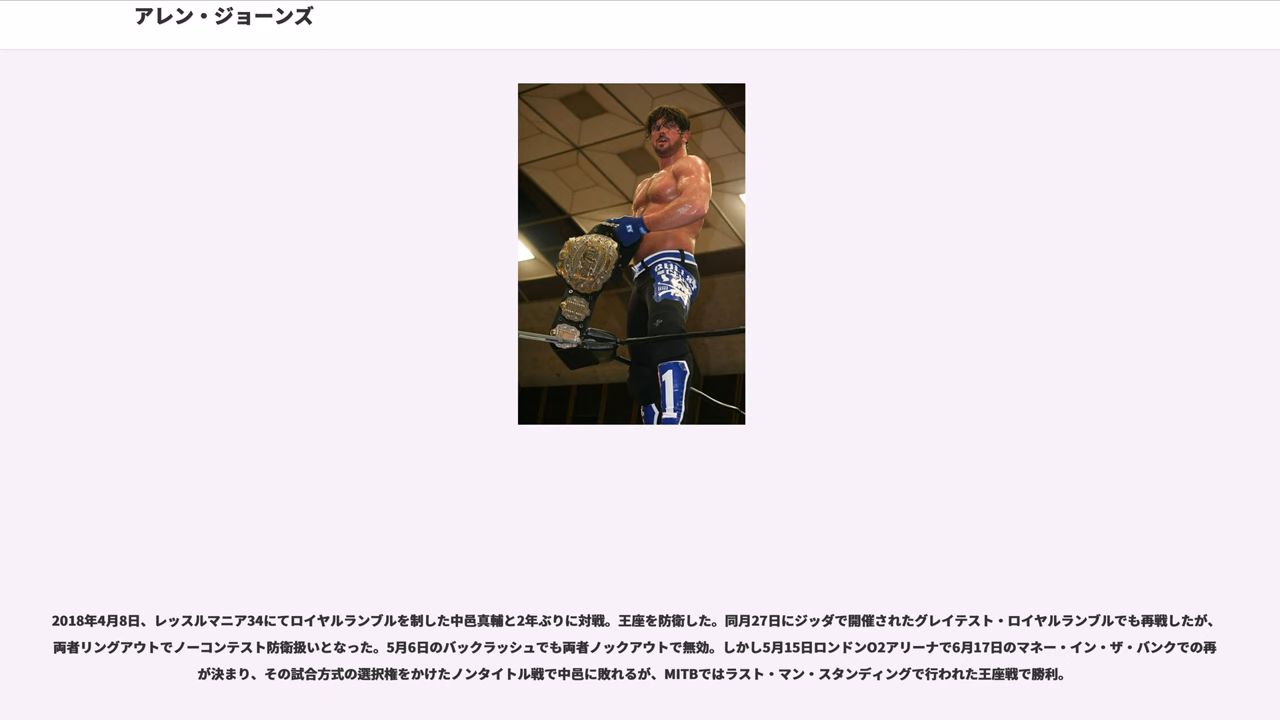 アレン・ジョーンズ
1
2018年4月8日、レッスルマニア34にてロイヤルランブルを制した中邑真輔と2年ぶりに対戦。王座を防衛した。同月27日にジッダで開催されたグレイテスト・ロイヤルランブルでも再戦したが、
両者リングアウトでノーコンテスト防衛扱いとなった。5月6日のバックラッシュでも両者ノックアウトで無効。しかし5月15日ロンドンO2アリーナで6月17日のマネー・イン・ザ・バンクでの再
が決まり、その試合方式の選択権をかけたノンタイトル戦で中邑に敗れるが、MITBではラスト・マン・スタンディングで行われた王座戦で勝利。